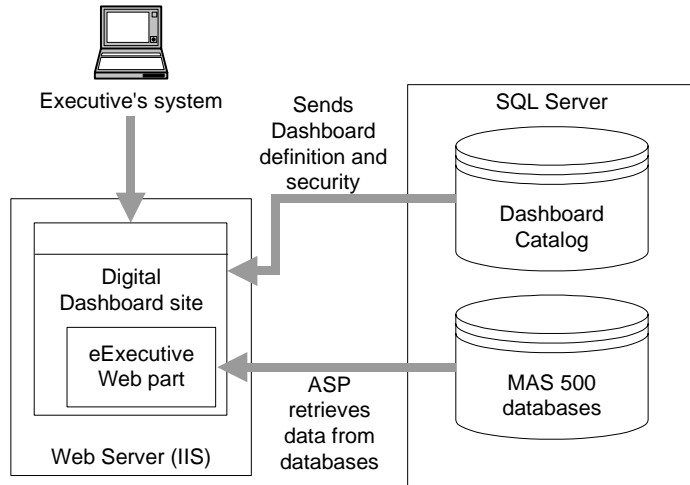 Executive's system
Sends
Dashboard
definition and
security
SQL Server
Dashboard
Catalog
Digital
Dashboard site
eExecutive
Web part
Web Server (IIS)
ASP
retrieves
data from
databases
MAS 500
databases